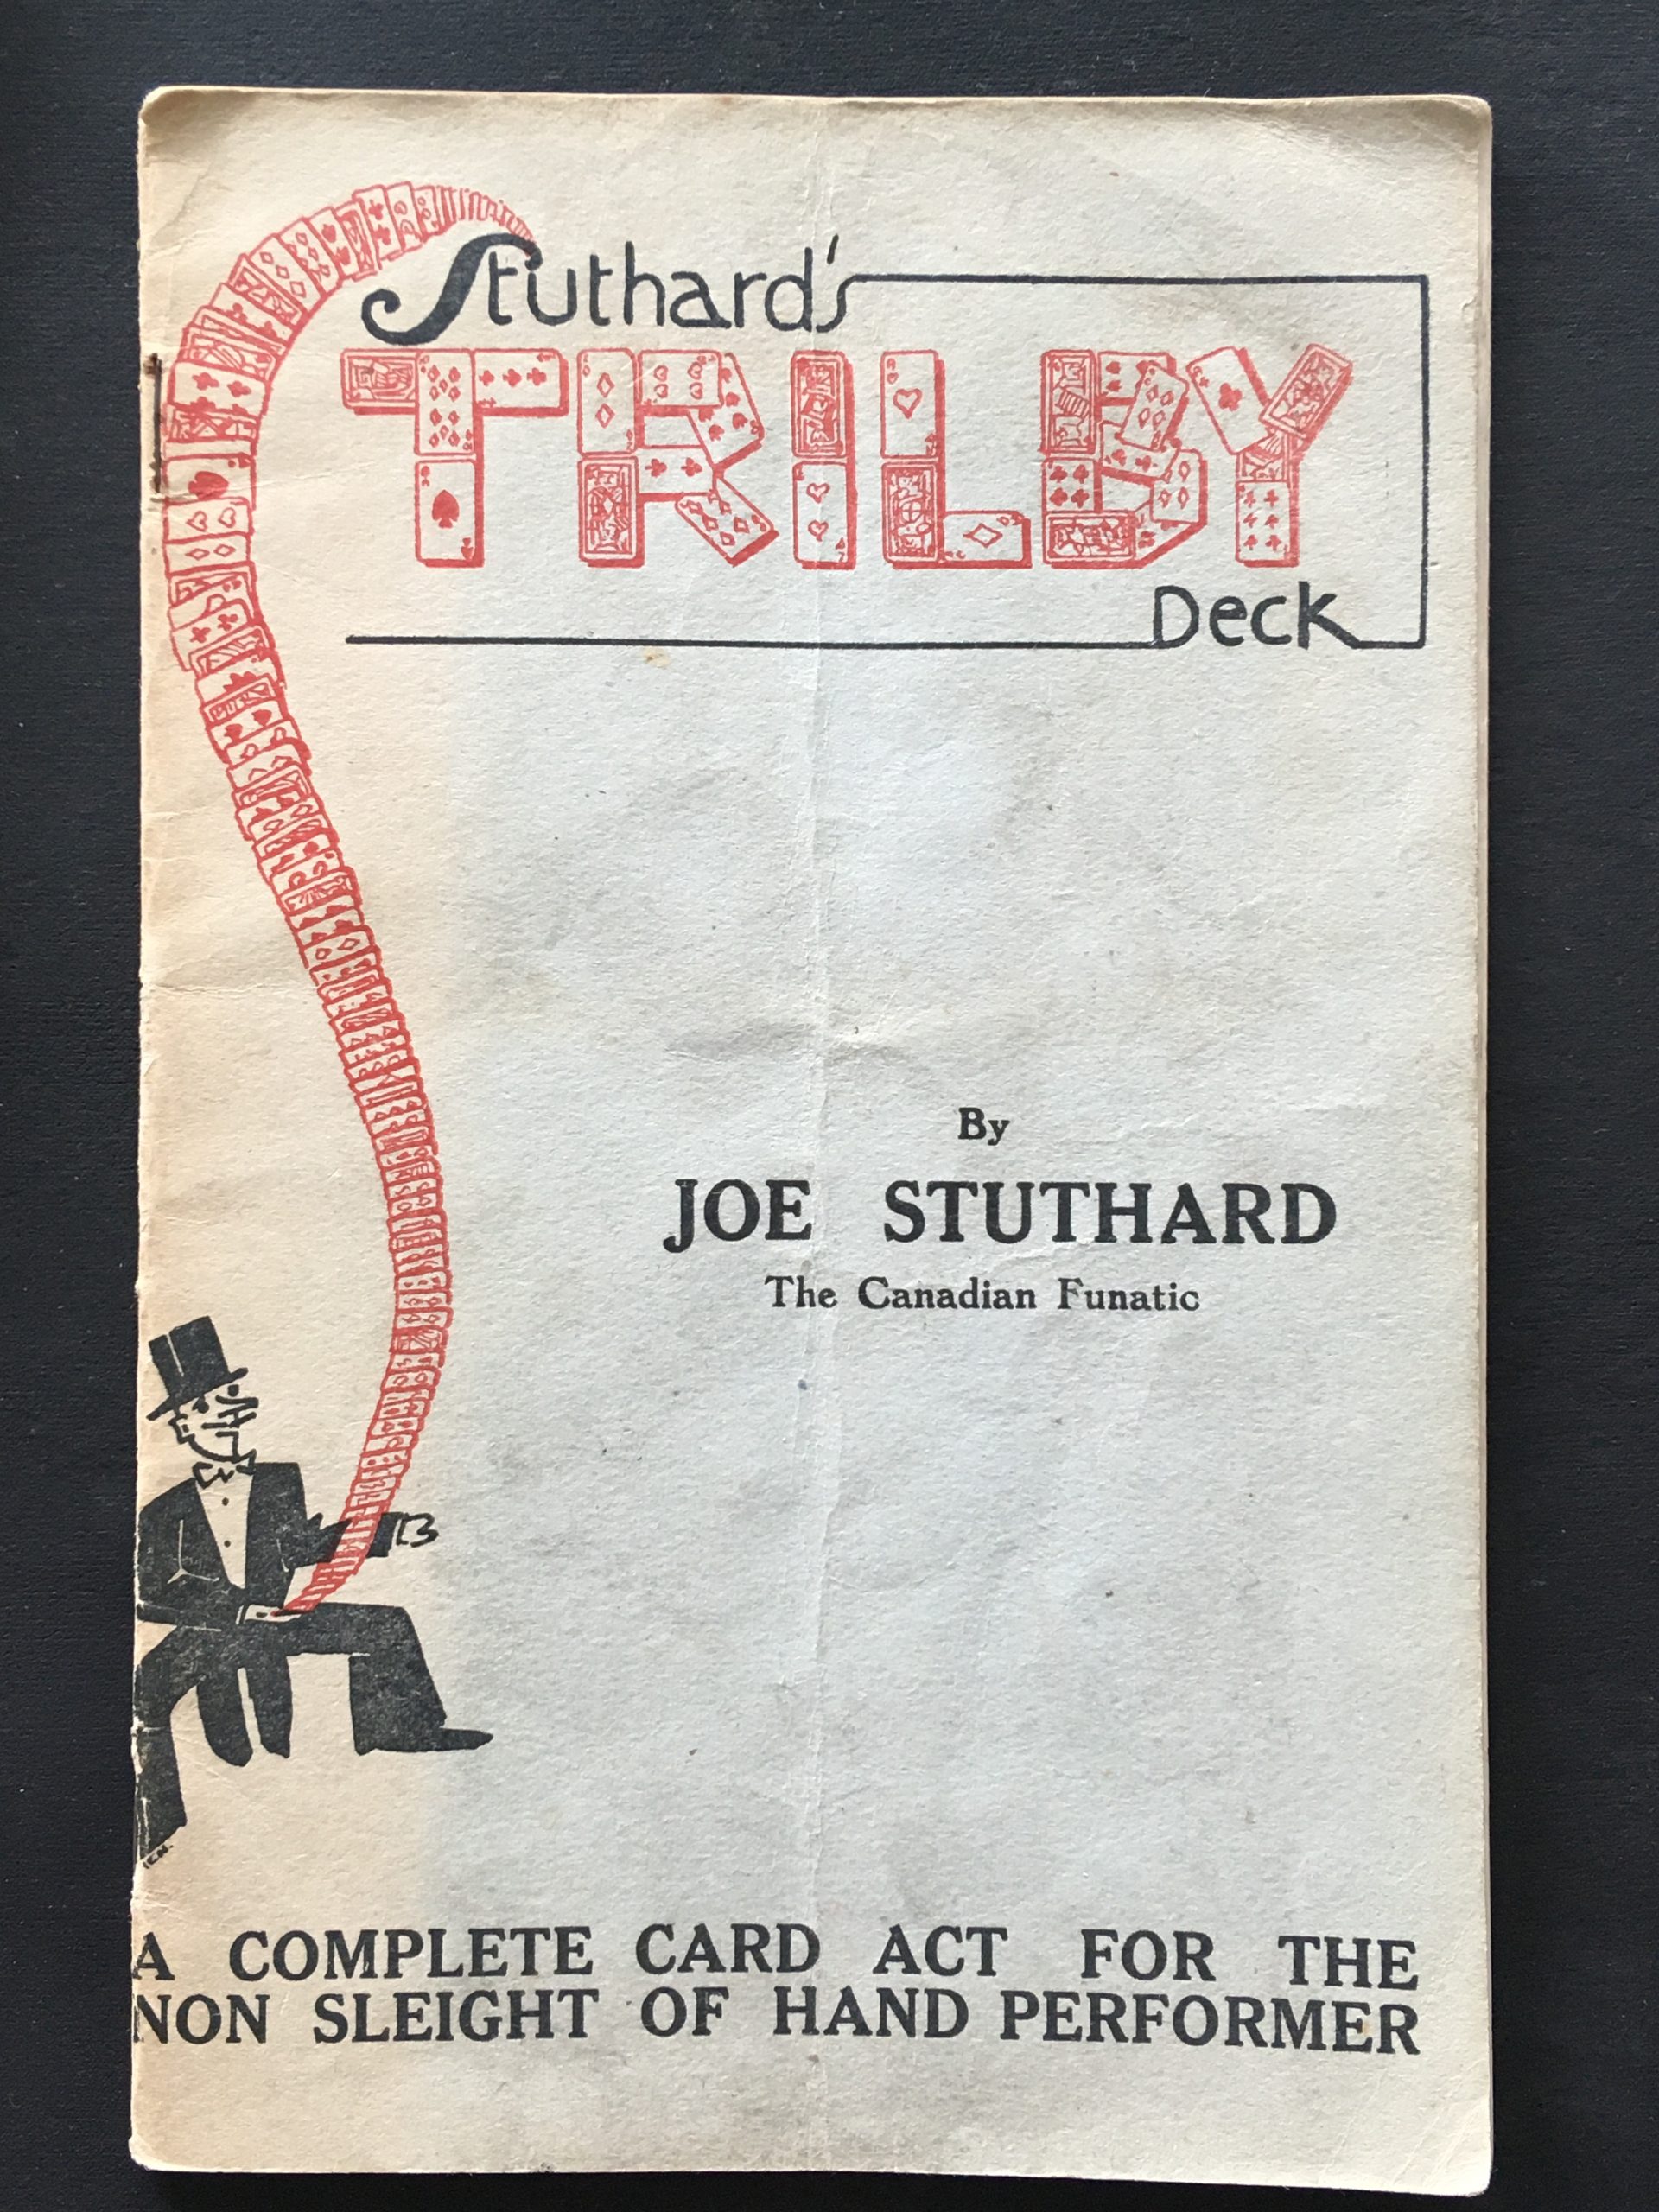 Stuthard's
TRILBY
Deck
By
JOE STUTHARD
The Canadian Funatic
A COMPLETE CARD ACT FOR THE
NON SLEIGHT OF HAND PERFORMER